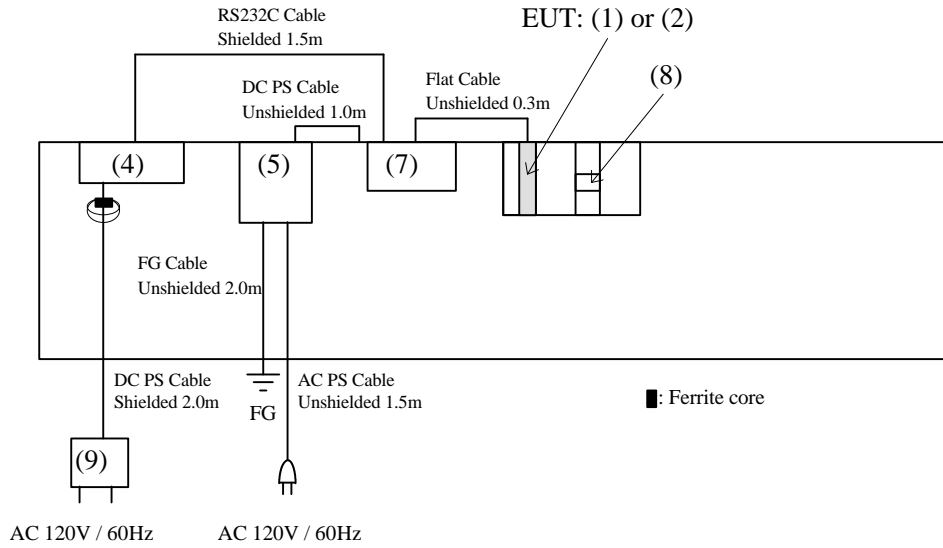 RS232C Cable
Shielded 1.5m
EUT: (1) or (2)
DC PS Cable
Unshielded 1.0m
Flat Cable
Unshielded 0.3m
(8)
(4)
(5)
(7)
FG Cable
Unshielded 2.0m
DC PS Cable
Shielded 2.0m
FG
AC PS Cable
Unshielded 1.5m
: Ferrite core
(9)
AC 120V / 60Hz
AC 120V / 60Hz